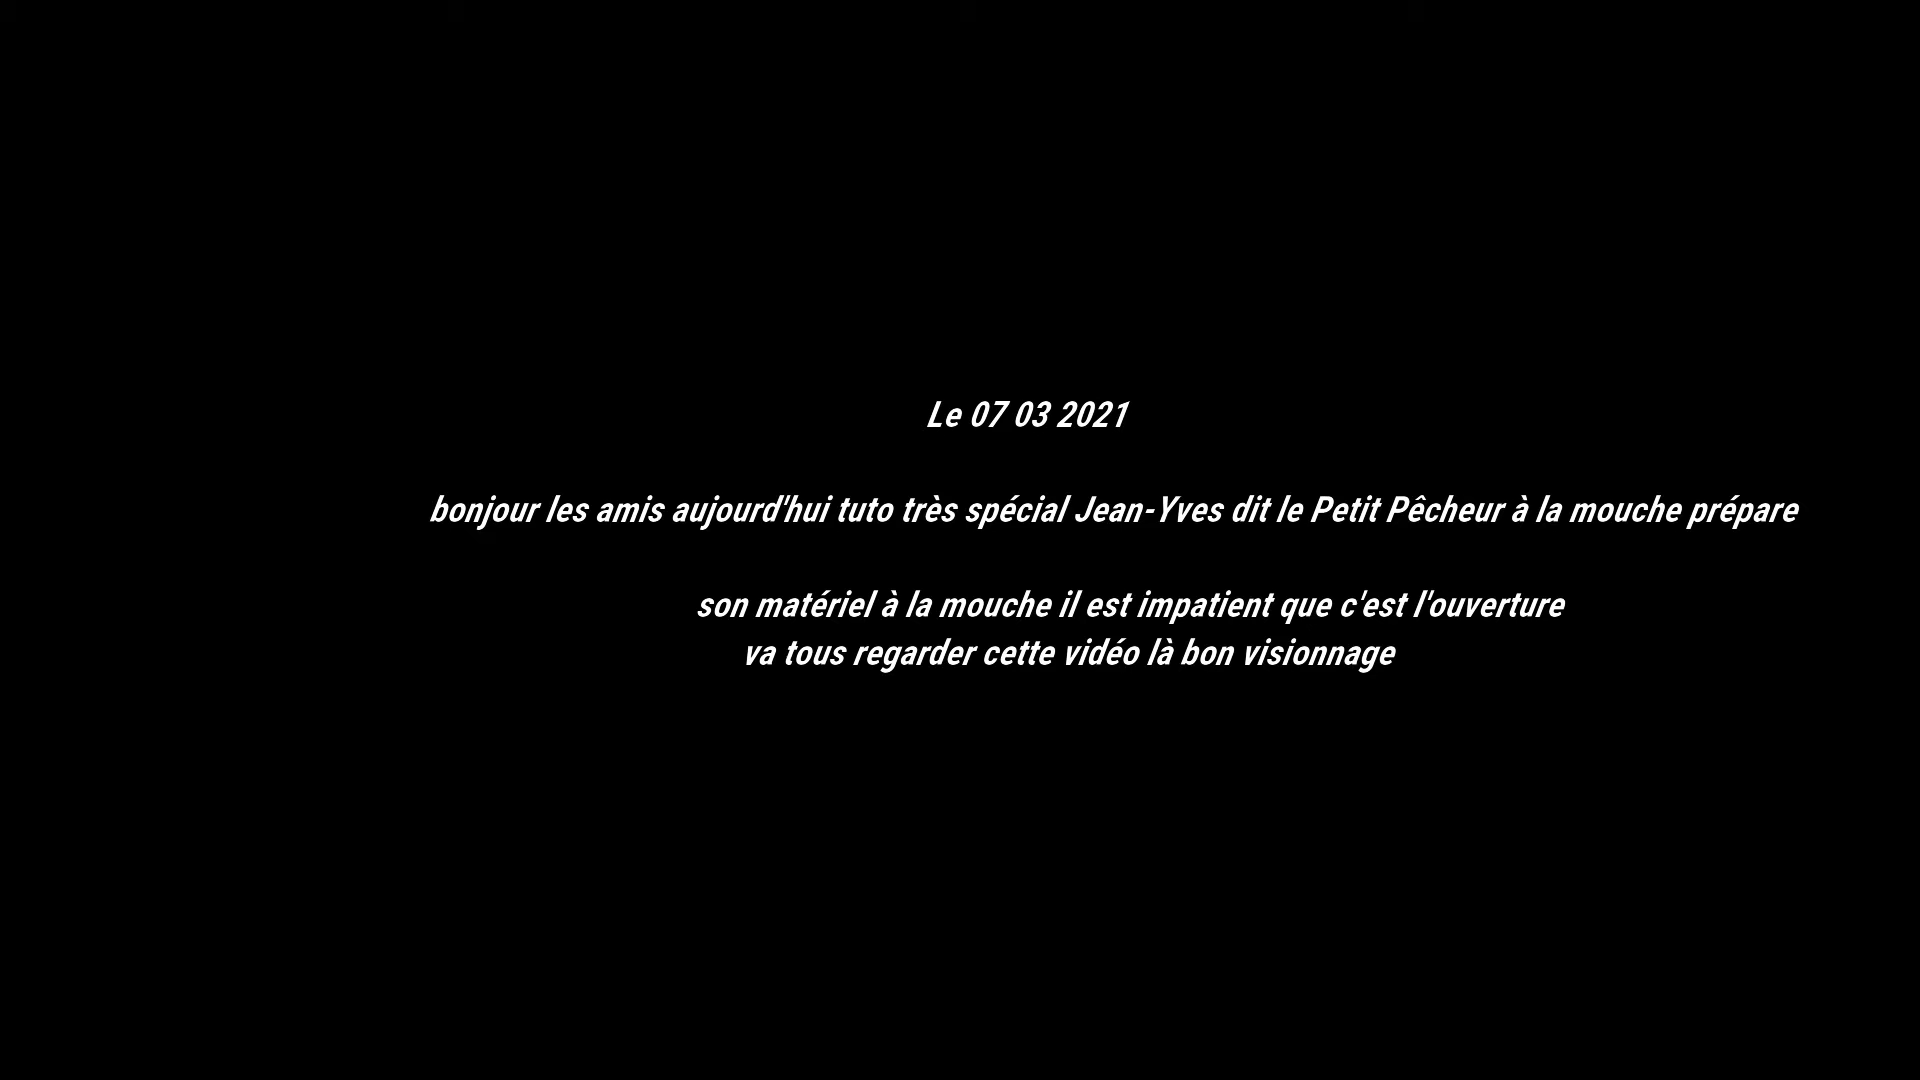 Le 07 03 2021
bonjour les amis aujourd'hui tuto très spécial Jean-Yves dit le Petit Pêcheur à la mouche prépare
son matériel à la mouche il est impatient que c'est l'ouverture
va tous regarder cette vidéo là bon visionnage